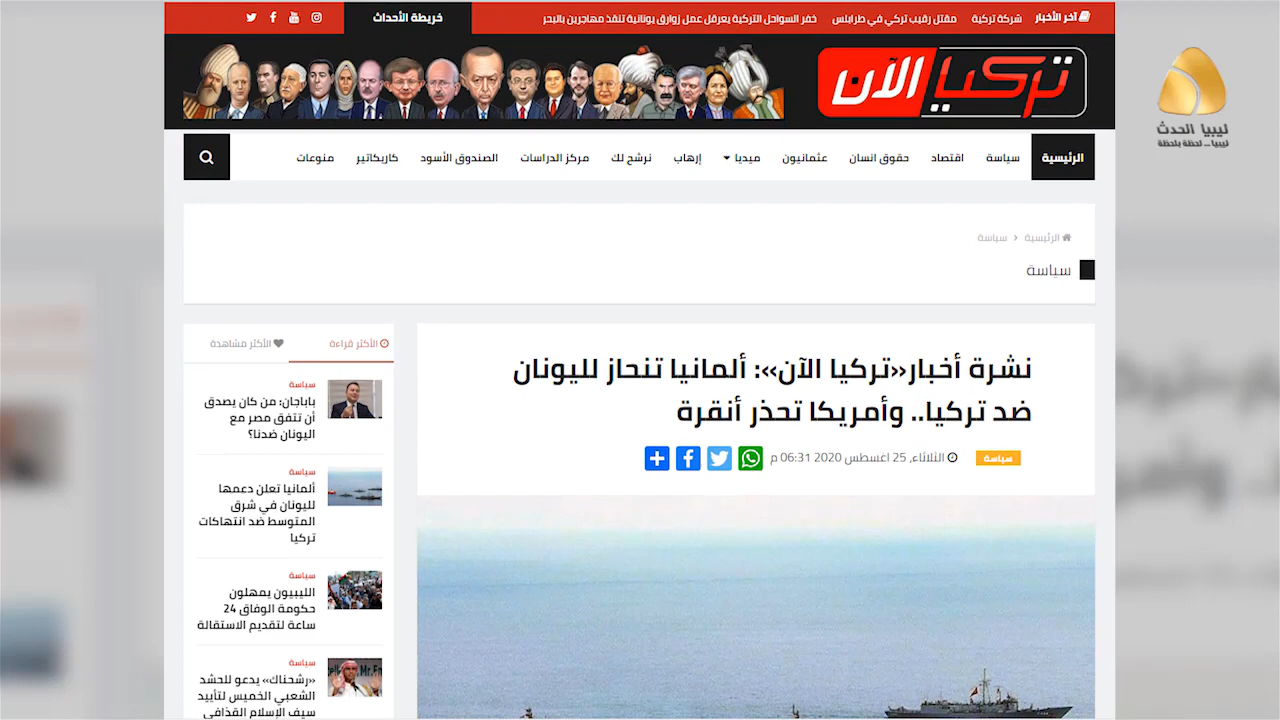 آخر الأخبار
شركة تركية
مقتل رقيب تركي في طرابلس
خفر السواحل التركية يعرقل عمل زوارق يونانية تنقذ مهاجرين بالبحر
خريطة الأحداث
تركيا الآن
ليبيا الحدث
ليبيا... لحظة بلحظة
الرئيسية
سياسة
اقتصاد
حقوق انسان
عثمانيون
ميديا
إرهاب
نرشح لك
مركز الدراسات
الصندوق الأسود
كاريكاتير
منوعات
الرئيسية > سياسة
سياسة
نشرة أخبار«تركيا الآن»: ألمانيا تنحاز لليونان
ضد تركيا.. وأمريكا تحذر أنقرة
سياسة
الثلاثاء, 25 اغسطس 2020 06:31 م
الأكثر قراءة
الأكثر مشاهدة
سياسة
باباجان: من كان يصدق
أن تتفق مصر مع
اليونان ضدنا؟
سياسة
ألمانيا تعلن دعمها
لليونان في شرق
المتوسط ضد انتهاكات
تركيا
سياسة
الليبيون يمهلون
حكومة الوفاق 24
ساعة لتقديم الاستقالة
سياسة
«رشحناك» يدعو للحشد
الشعبي الخميس لتأييد
سيف الإسلام القذافي